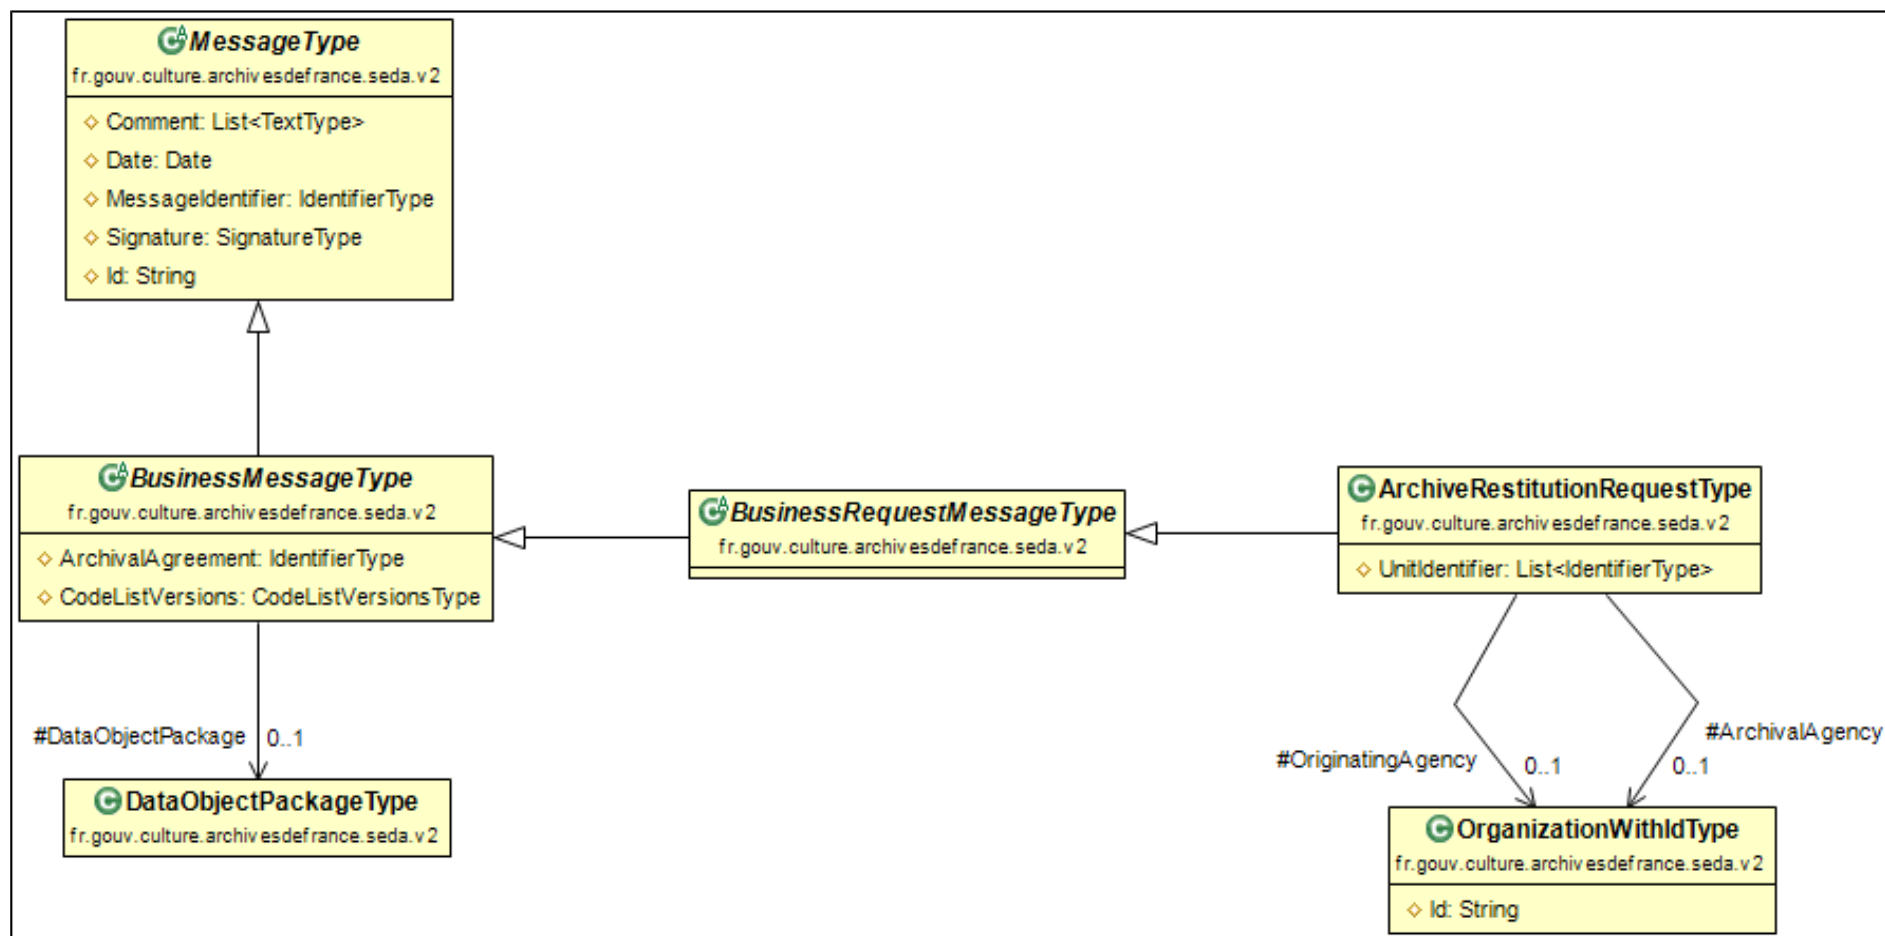 MessageType
fr.gouv.culture.archivesdefrance.seda.v2
Comment: List<TextType>
Date: Date
MessageIdentifier: IdentifierType
Signature: SignatureType
Id: String
BusinessMessageType
fr.gouv.culture.archivesdefrance.seda.v2
ArchivalAgreement: IdentifierType
CodeListVersions: CodeListVersionsType
BusinessRequestMessageType
fr.gouv.culture.archivesdefrance.seda.v2
ArchiveRestitutionRequestType
fr.gouv.culture.archivesdefrance.seda.v2
UnitIdentifier: List<IdentifierType>
#DataObjectPackage 0..1
#OriginatingAgency 0..1
#ArchivalAgency
0..1
DataObjectPackageType
fr.gouv.culture.archivesdefrance.seda.v2
OrganizationWithIdType
fr.gouv.culture.archivesdefrance.seda.v2
Id: String